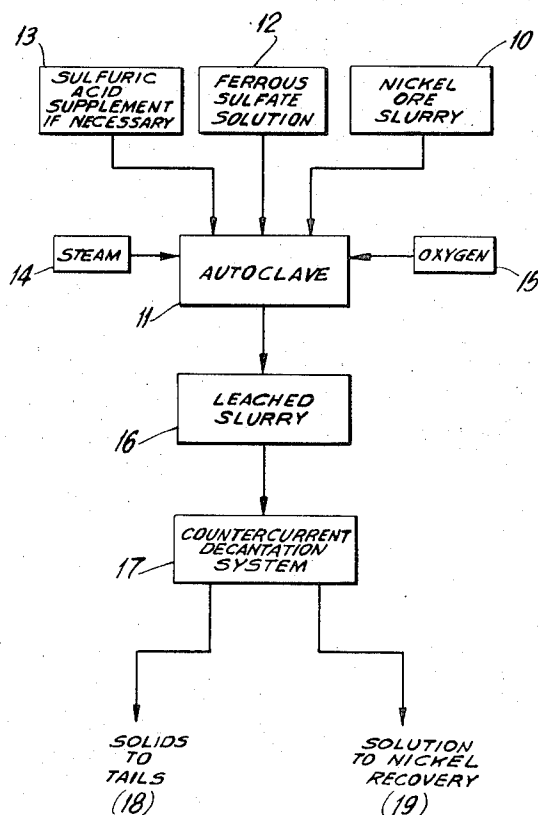 13
12
10
SULFURIC
ACID
SUPPLEMENT
IF NECESSARY
FERROUS
SULFATE
SOLUTION
NICKEL
ORE
SLURRY
STEAM
14
AUTOCLAVE
11
OXYGEN
15
LEACHED
SLURRY
16
COUNTERCURRENT
DECANTATION
SYSTEM
17
SOLIDS
TO
TAILS
(18)
SOLUTION
TO NICKEL
RECOVERY
(19)